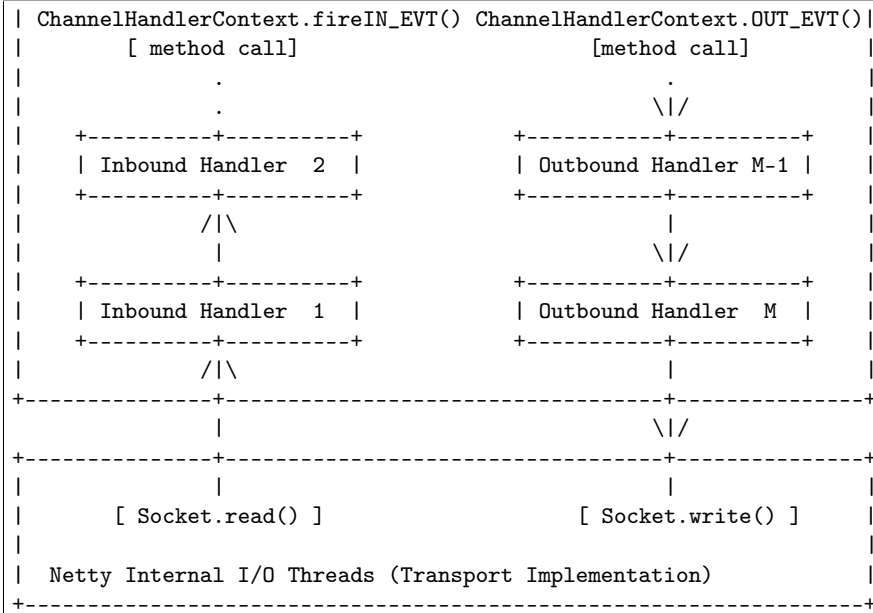 | ChannelHandlerContext.fireIN_EVT() ChannelHandlerContext.OUT_EVT()|
|       [ method call]                      [method call]         |
|             .                                   .               |
|             .                                  \|/              |
|    +----------+----------+            +-----------+----------+  |
|    | Inbound Handler  2  |            | Outbound Handler M-1 |  |
|    +----------+----------+            +-----------+----------+  |
|            /|\                                  |               |
|             |                                  \|/              |
|    +----------+----------+            +-----------+----------+  |
|    | Inbound Handler  1  |            | Outbound Handler  M  |  |
|    +----------+----------+            +-----------+----------+  |
|            /|\                                  |               |
+---------------+---------------------------------+---------------+
              |                                 \|/
+---------------+---------------------------------+---------------+
|             |                                  |                |
|      [ Socket.read() ]                  [ Socket.write() ]      |
|                                                                 |
|  Netty Internal I/O Threads (Transport Implementation)          |
+-----------------------------------------------------------------+